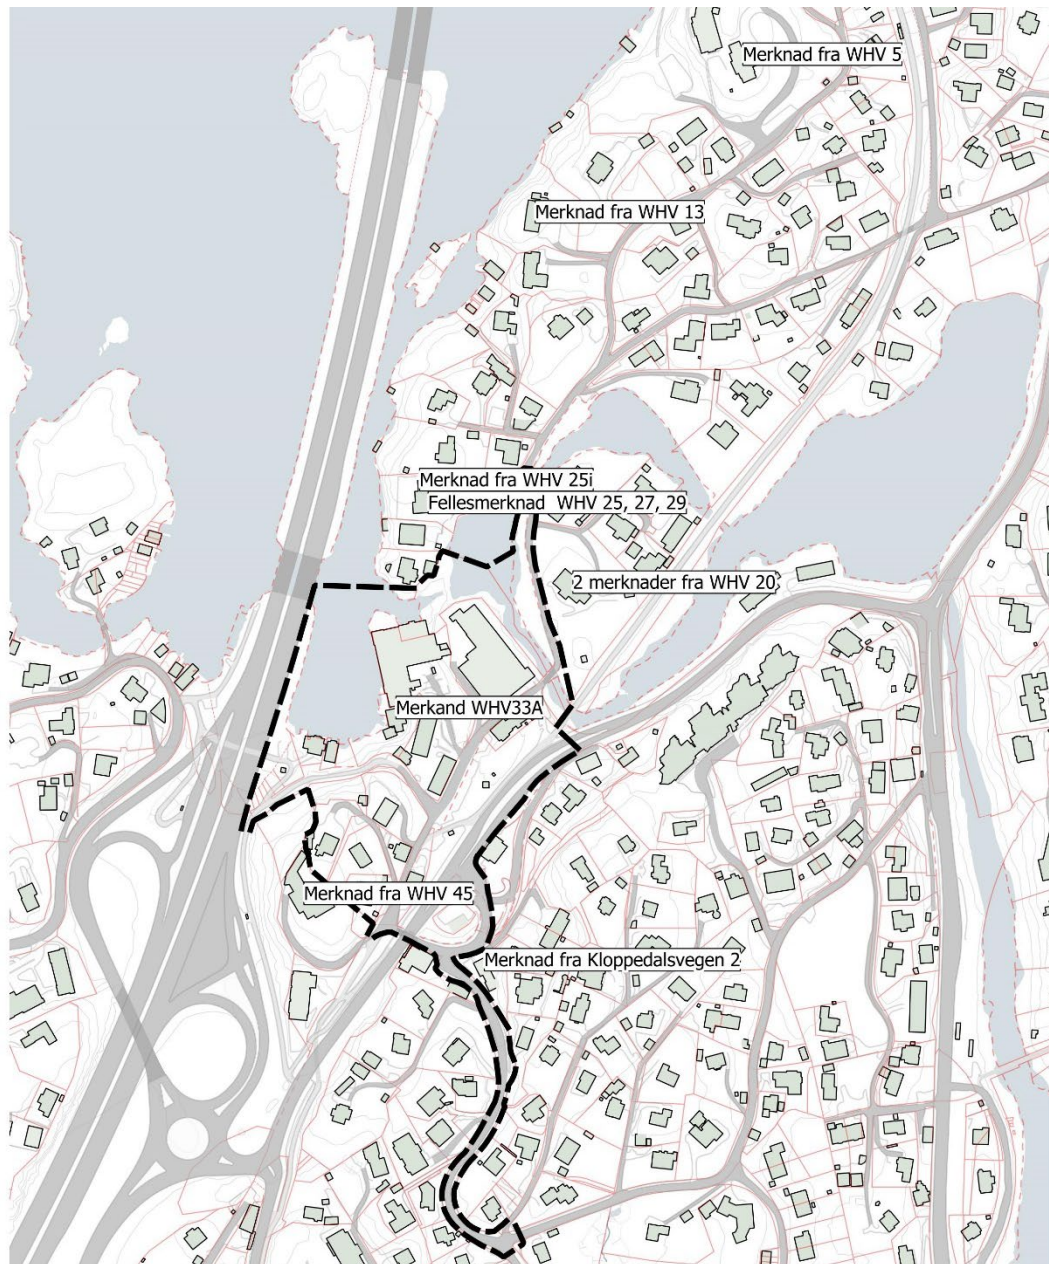 Merknad fra WHV 5
Merknad fra WHV 13
Merknad fra WHV 25i
Fellesmerknad WHV 25, 27, 29
2 merknader fra WHV 20
Merkand WHV33A
Merknad fra WHV 45
Merknad fra Kloppedalsvegen 2